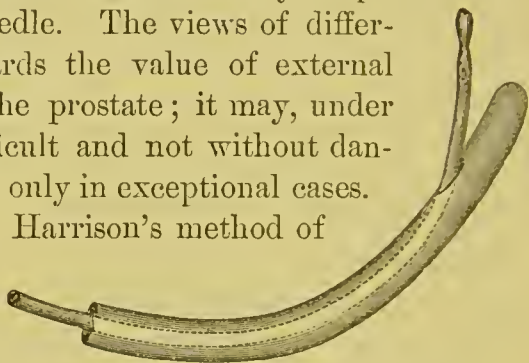 edle. The views of differ-
ards the value of external
he prostate; it may, under
icult and not without dan-
only in exceptional cases.
Harrison's method of